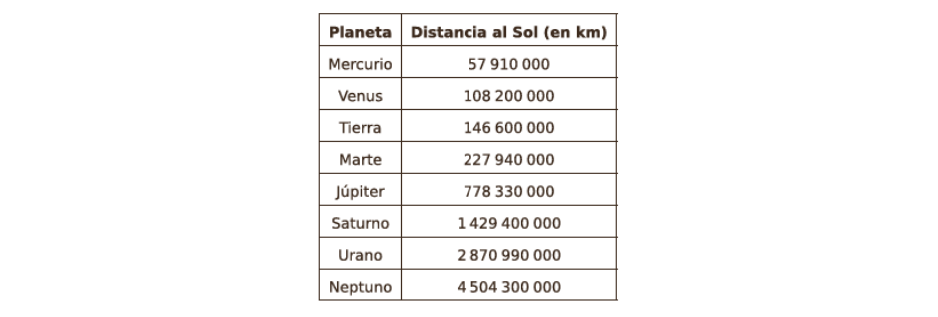 Planeta Distancia al Sol (en km)
Mercurio 57 910 000
Venus 108 200 000
Tierra 146 600 000
Marte 227 940 000
Júpiter 778 330 000
Saturno 1 429 400 000
Urano 2 870 990 000
Neptuno 4 504 300 000